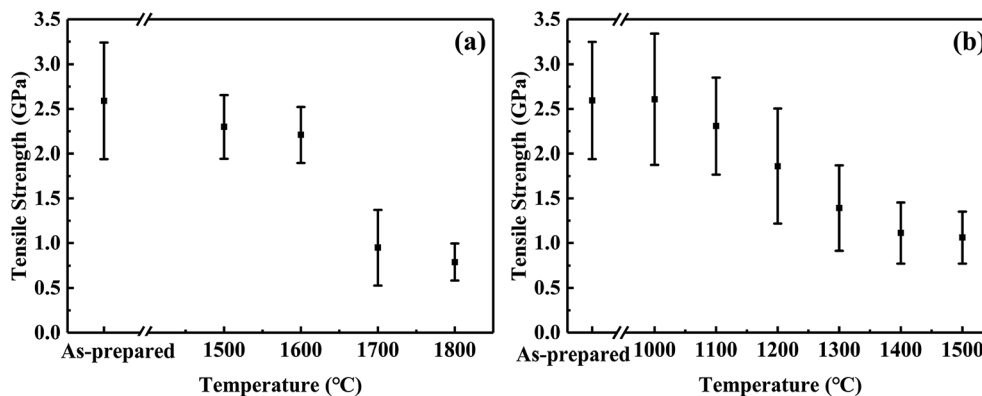 (a)
Tensile Strength (GPa)
3.5
3.0
2.5
2.0
1.5
1.0
0.5
0.0
As-prepared 1500 1600 1700 1800
Temperature (°C)
(b)
Tensile Strength (GPa)
3.5
3.0
2.5
2.0
1.5
1.0
0.5
0.0
As-prepared 1000 1100 1200 1300 1400 1500
Temperature (°C)